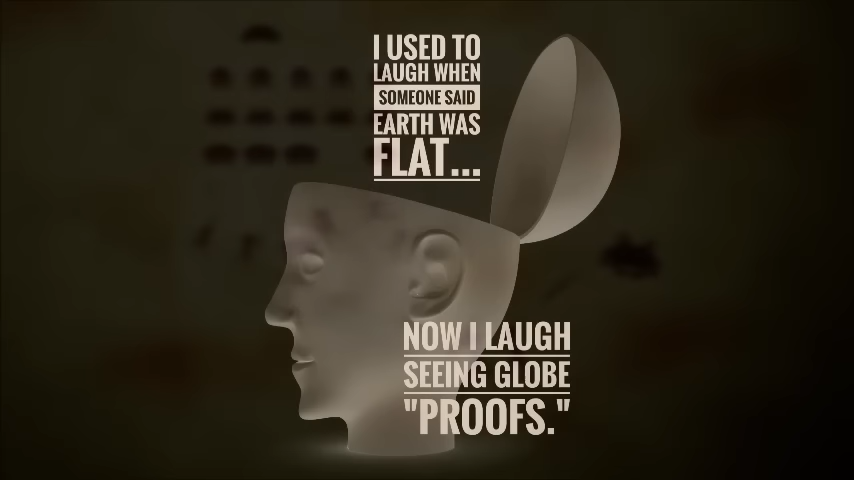 I USED TO
LAUGH WHEN
SOMEONE SAID
EARTH WAS
FLAT...
NOW I LAUGH
SEEING GLOBE
"PROOFS."